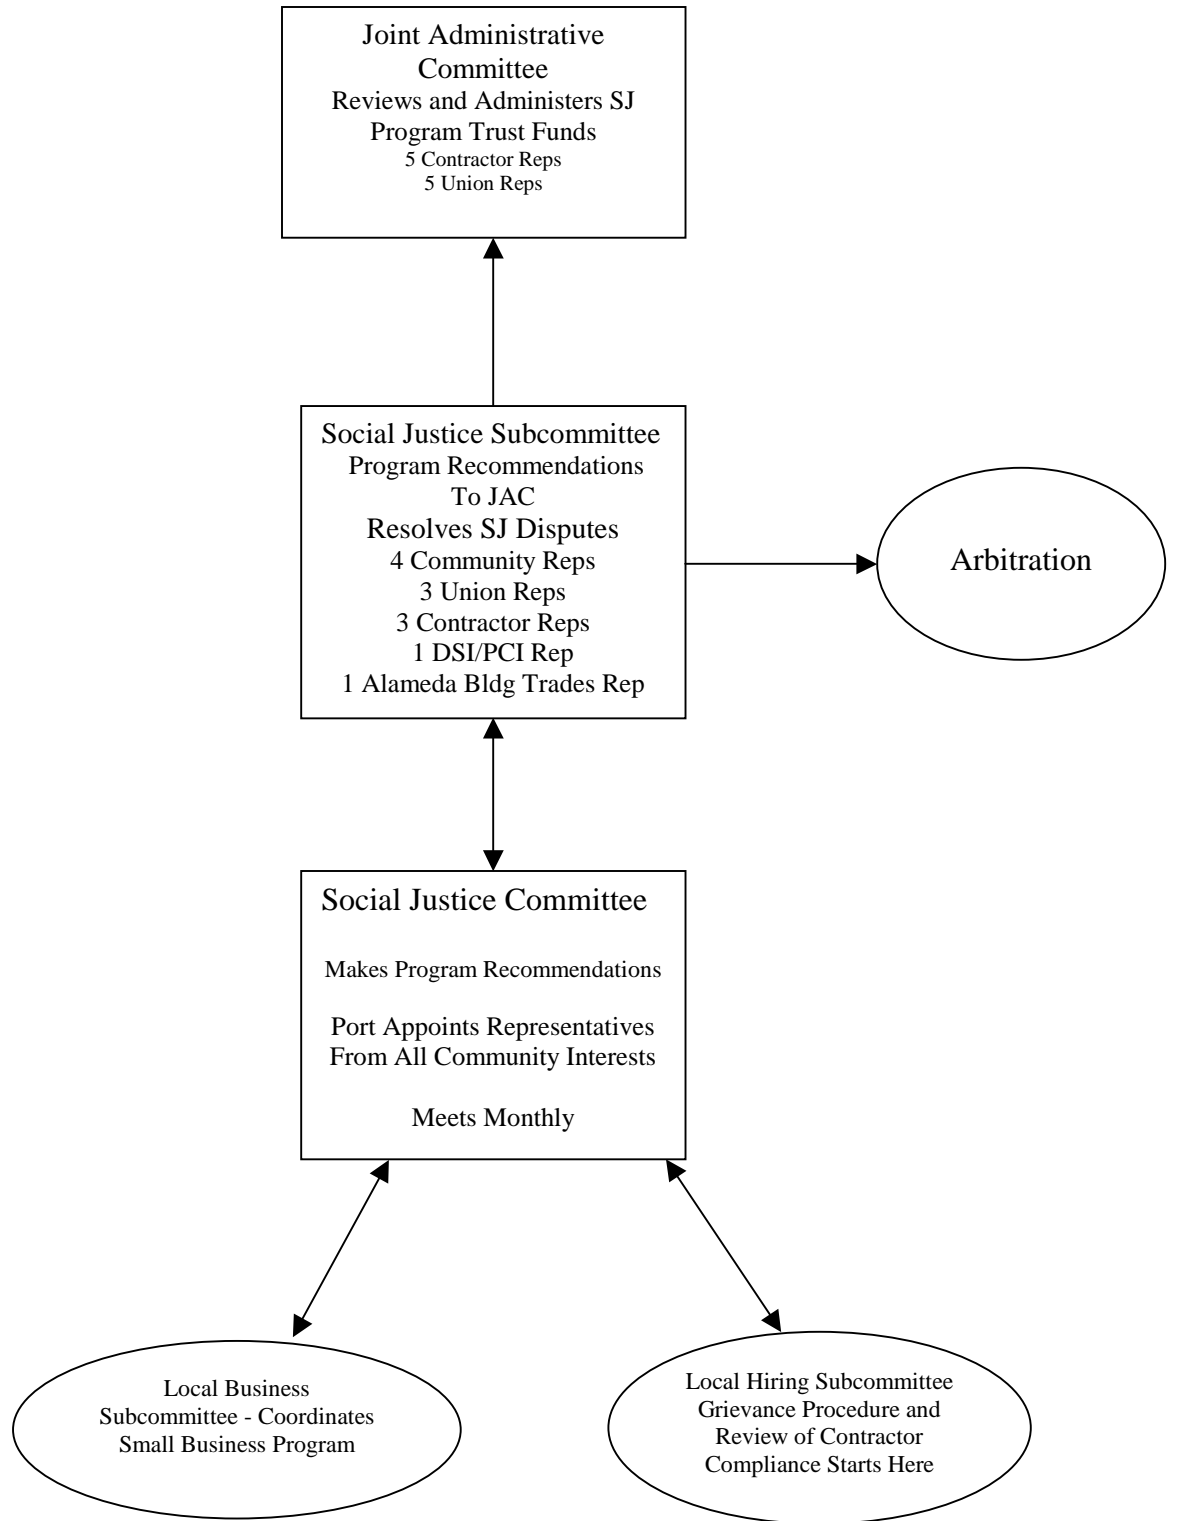 Joint Administrative
Committee
Reviews and Administers SJ
Program Trust Funds
5 Contractor Reps
5 Union Reps
Social Justice Subcommittee
Program Recommendations
To JAC
Resolves SJ Disputes
4 Community Reps
3 Union Reps
3 Contractor Reps
1 DSI/PCI Rep
1 Alameda Bldg Trades Rep
Arbitration
Social Justice Committee
Makes Program Recommendations
Port Appoints Representatives
From All Community Interests
Meets Monthly
Local Business
Subcommittee - Coordinates
Small Business Program
Local Hiring Subcommittee
Grievance Procedure and
Review of Contractor
Compliance Starts Here